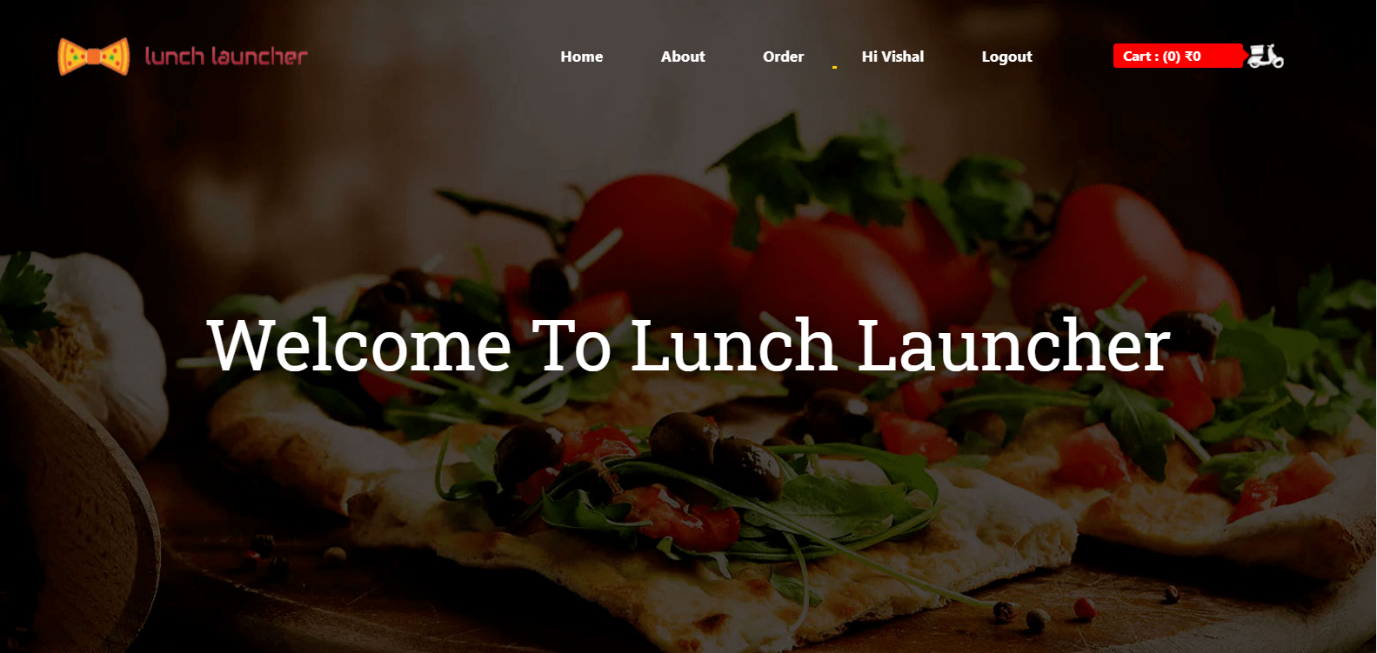 lunch launcher
Home About Order Hi Vishal Logout Cart : (0) ₹0
Welcome To Lunch Launcher